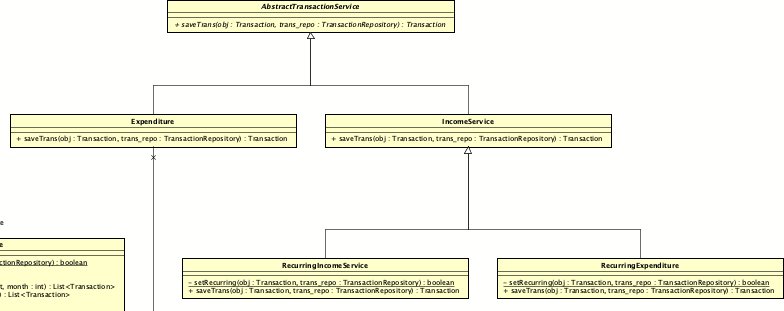 AbstractTransactionService
+ saveTrans(obj : Transaction, trans_repo : TransactionRepository) : Transaction
Expenditure
+ saveTrans(obj : Transaction, trans_repo : TransactionRepository) : Transaction
IncomeService
+ saveTrans(obj : Transaction, trans_repo : TransactionRepository) : Transaction
e
e
ctionRepository) : boolean
t, month : int) : List<Transaction>
) : List<Transaction>
RecurringIncomeService
- setRecurring(obj : Transaction, trans_repo : TransactionRepository) : boolean
+ saveTrans(obj : Transaction, trans_repo : TransactionRepository) : Transaction
RecurringExpenditure
- setRecurring(obj : Transaction, trans_repo : TransactionRepository) : boolean
+ saveTrans(obj : Transaction, trans_repo : TransactionRepository) : Transaction